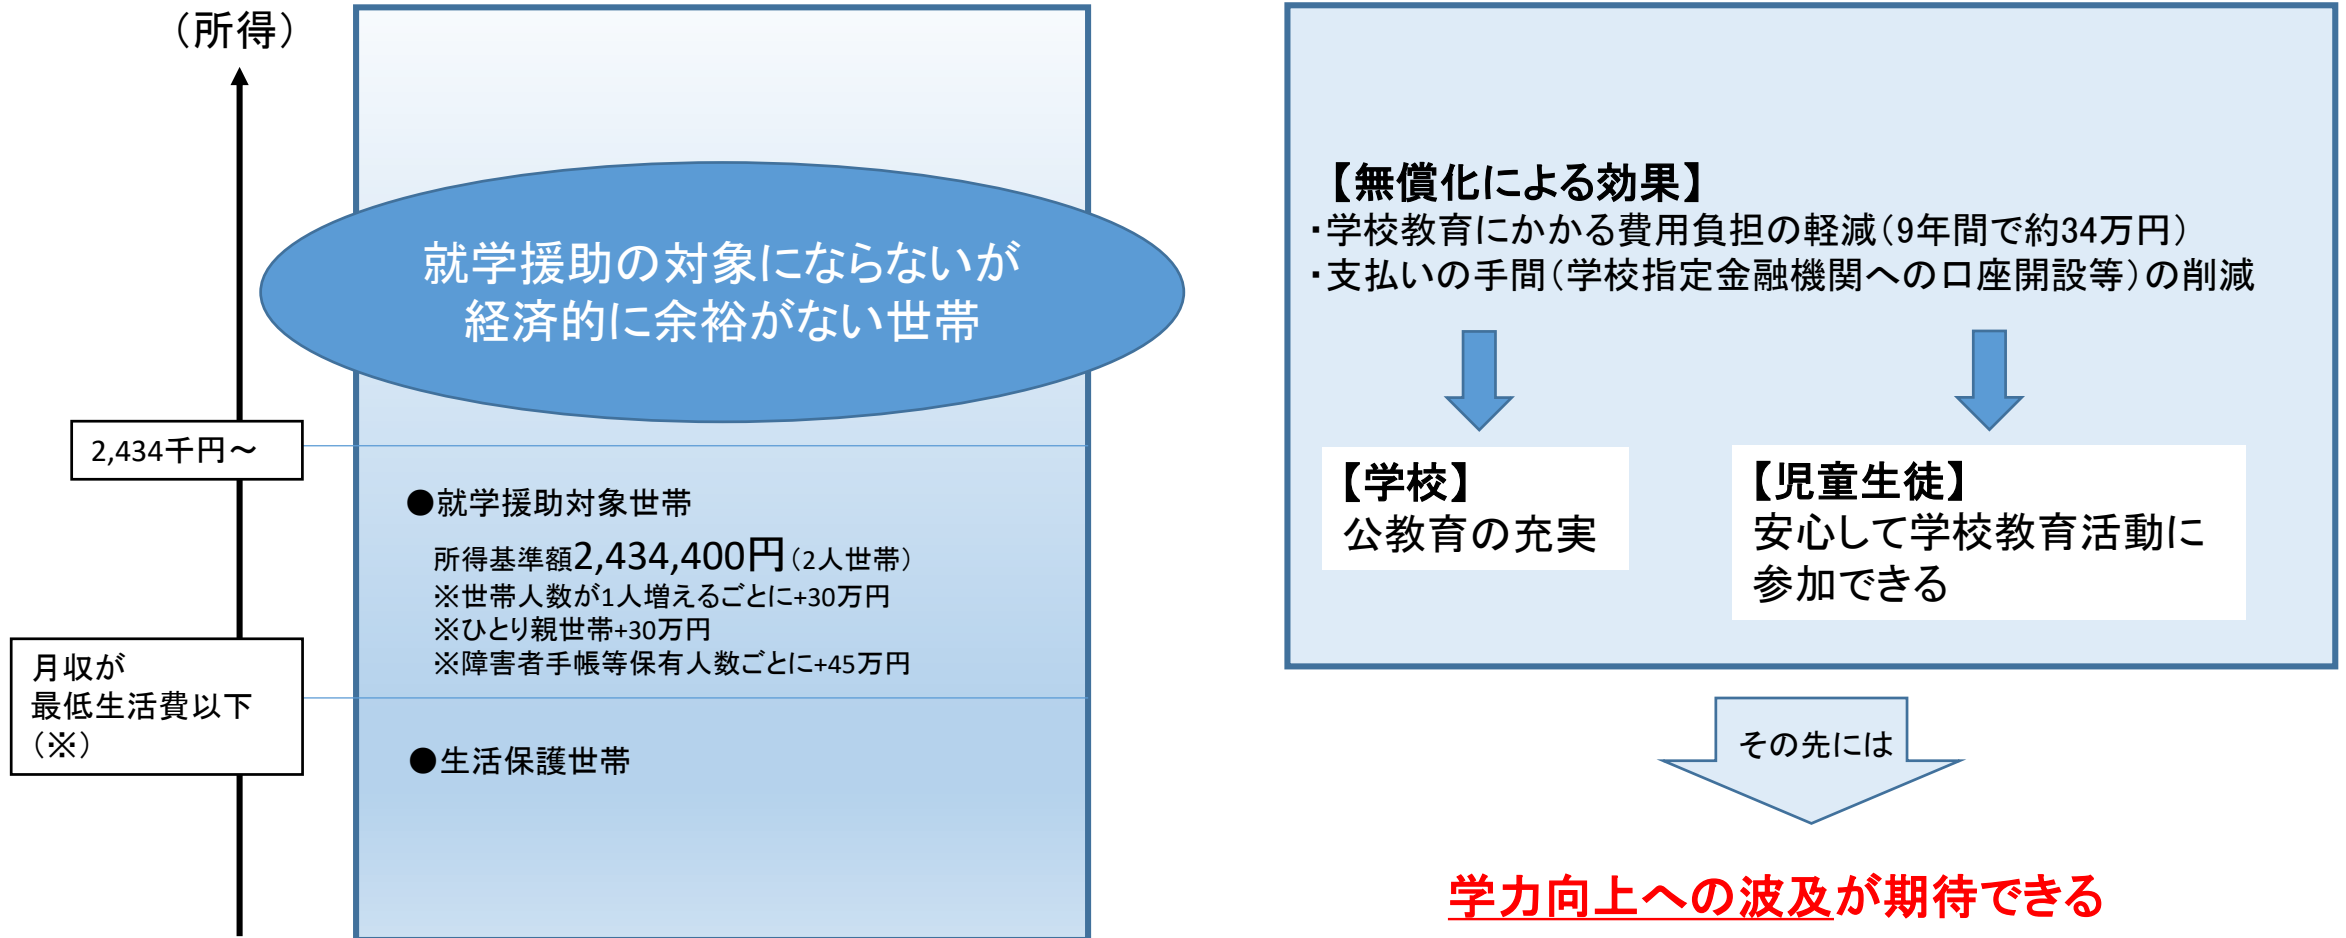 （所得）
就学援助の対象にならないが
経済的に余裕がない世帯
2,434千円～
●就学援助対象世帯
所得基準額2,434,400円（2人世帯）
※世帯人数が1人増えるごとに+30万円
※ひとり親世帯+30万円
※障害者手帳等保有人数ごとに+45万円
月収が
最低生活費以下
（※）
●生活保護世帯
【無償化による効果】
・学校教育にかかる費用負担の軽減（9年間で約34万円）
・支払いの手間（学校指定金融機関への口座開設等）の削減
【学校】
公教育の充実
【児童生徒】
安心して学校教育活動に
参加できる
その先には
学力向上への波及が期待できる